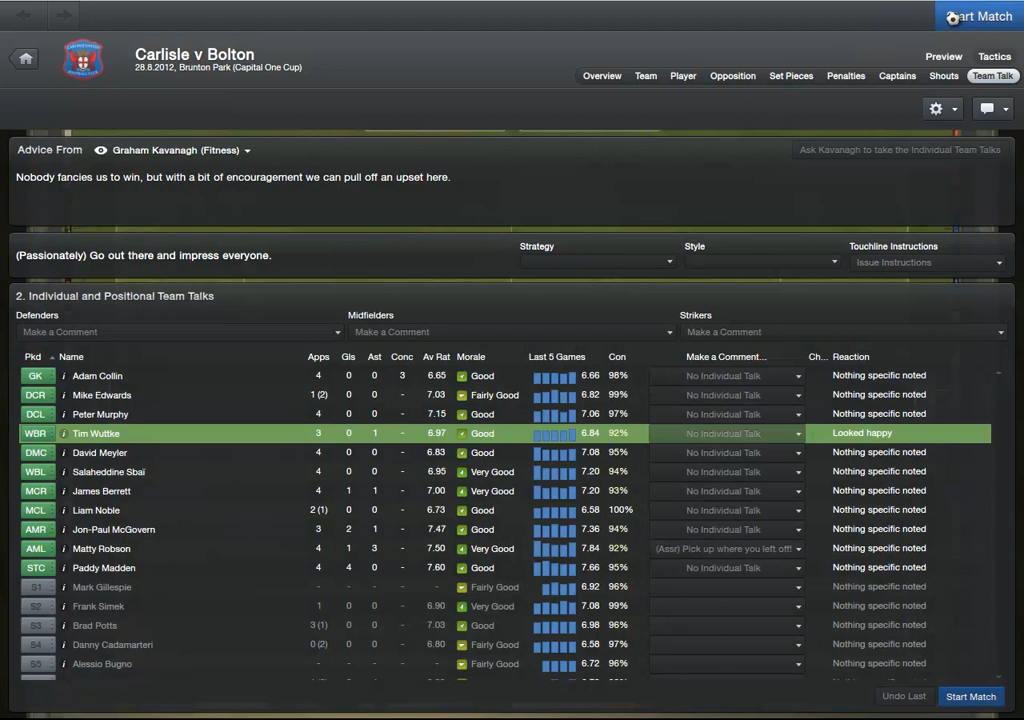 Start Match
Carlisle v Bolton
28.8.2012, Brunton Park (Capital One Cup)
Preview Tactics
Overview Team Player Opposition Set Pieces Penalties Captains Shouts Team Talk
Advice From Graham Kavanagh (Fitness) Ask Kavanagh to take the Individual Team Talks
Nobody fancies us to win, but with a bit of encouragement we can pull off an upset here.
Strategy Style Touchline Instructions
(Passionately) Go out there and impress everyone. Issue Instructions
2. Individual and Positional Team Talks
Defenders Midfielders Strikers
Make a Comment Make a Comment Make a Comment
Pkd Name Apps Gls Ast Conc Av Rat Morale Last 5 Games Con Make a Comment... Ch... Reaction
GK i Adam Collin 4 0 0 3 6.65 Good 6.66 98% No Individual Talk Nothing specific noted
DCR i Mike Edwards 1 (2) 0 0 - 7.03 Fairly Good 6.82 99% No Individual Talk Nothing specific noted
DCL i Peter Murphy 4 0 0 - 7.15 Good 7.06 97% No Individual Talk Nothing specific noted
WBR i Tim Wuttke 3 0 1 - 6.97 Good 6.84 92% No Individual Talk Looked happy
DMC i David Meyler 4 0 0 - 6.83 Good 7.08 95% No Individual Talk Nothing specific noted
WBL i Salaheddine Sbaï 4 0 0 - 6.95 Very Good 7.20 94% No Individual Talk Nothing specific noted
MCR i James Berrett 4 1 1 - 7.00 Very Good 7.20 93% No Individual Talk Nothing specific noted
MCL i Liam Noble 2 (1) 0 0 - 6.73 Good 6.58 100% No Individual Talk Nothing specific noted
AMR i Jon-Paul McGovern 3 2 1 - 7.47 Good 7.36 94% No Individual Talk Nothing specific noted
AML i Matty Robson 4 1 3 - 7.50 Very Good 7.84 92% (Assr) Pick up where you left off! Nothing specific noted
STC i Paddy Madden 4 4 0 - 7.60 Good 7.66 95% No Individual Talk Nothing specific noted
S1 i Mark Gillespie - - - - - Fairly Good 6.92 96% Nothing specific noted
S2 i Frank Simek 1 0 0 - 6.90 Very Good 7.08 99% Nothing specific noted
S3 i Brad Potts 3 (1) 0 0 - 7.03 Good 6.98 96% Nothing specific noted
S4 i Danny Cadamarteri 0 (2) 0 0 - 6.80 Fairly Good 6.58 97% Nothing specific noted
S5 i Alessio Bugno - - - - - Fairly Good 6.72 96% Nothing specific noted
Undo Last Start Match